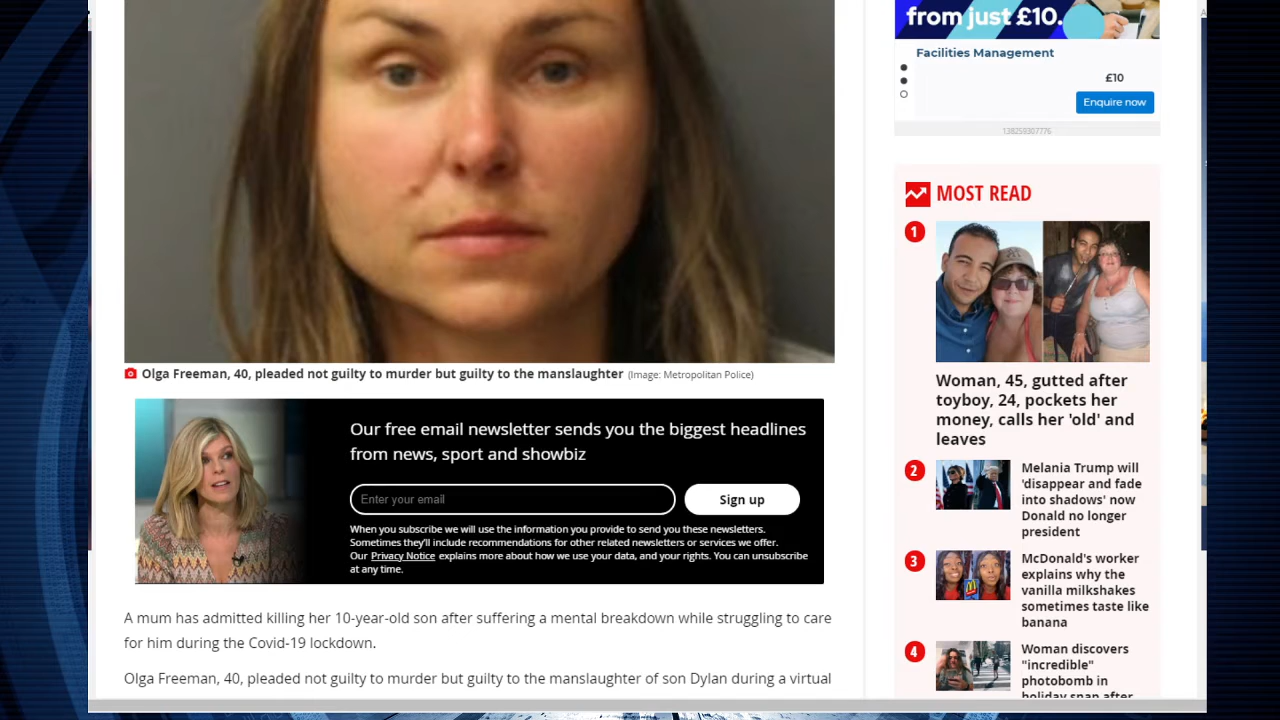 from just £10.
Facilities Management
£10
Enquire now
138259307776
Olga Freeman, 40, pleaded not guilty to murder but guilty to the manslaughter (Image: Metropolitan Police)
Our free email newsletter sends you the biggest headlines
from news, sport and showbiz
Enter your email
Sign up
When you subscribe we will use the information you provide to send you these newsletters.
Sometimes they'll include recommendations for other related newsletters or services we offer.
Our Privacy Notice explains more about how we use your data, and your rights. You can unsubscribe
at any time.
A mum has admitted killing her 10-year-old son after suffering a mental breakdown while struggling to care
for him during the Covid-19 lockdown.
Olga Freeman, 40, pleaded not guilty to murder but guilty to the manslaughter of son Dylan during a virtual
MOST READ
1
Woman, 45, gutted after
toyboy, 24, pockets her
money, calls her 'old' and
leaves
2
Melania Trump will
'disappear and fade
into shadows' now
Donald no longer
president
3
McDonald's worker
explains why the
vanilla milkshakes
sometimes taste like
banana
4
Woman discovers
"incredible"
photobomb in
holiday snap after